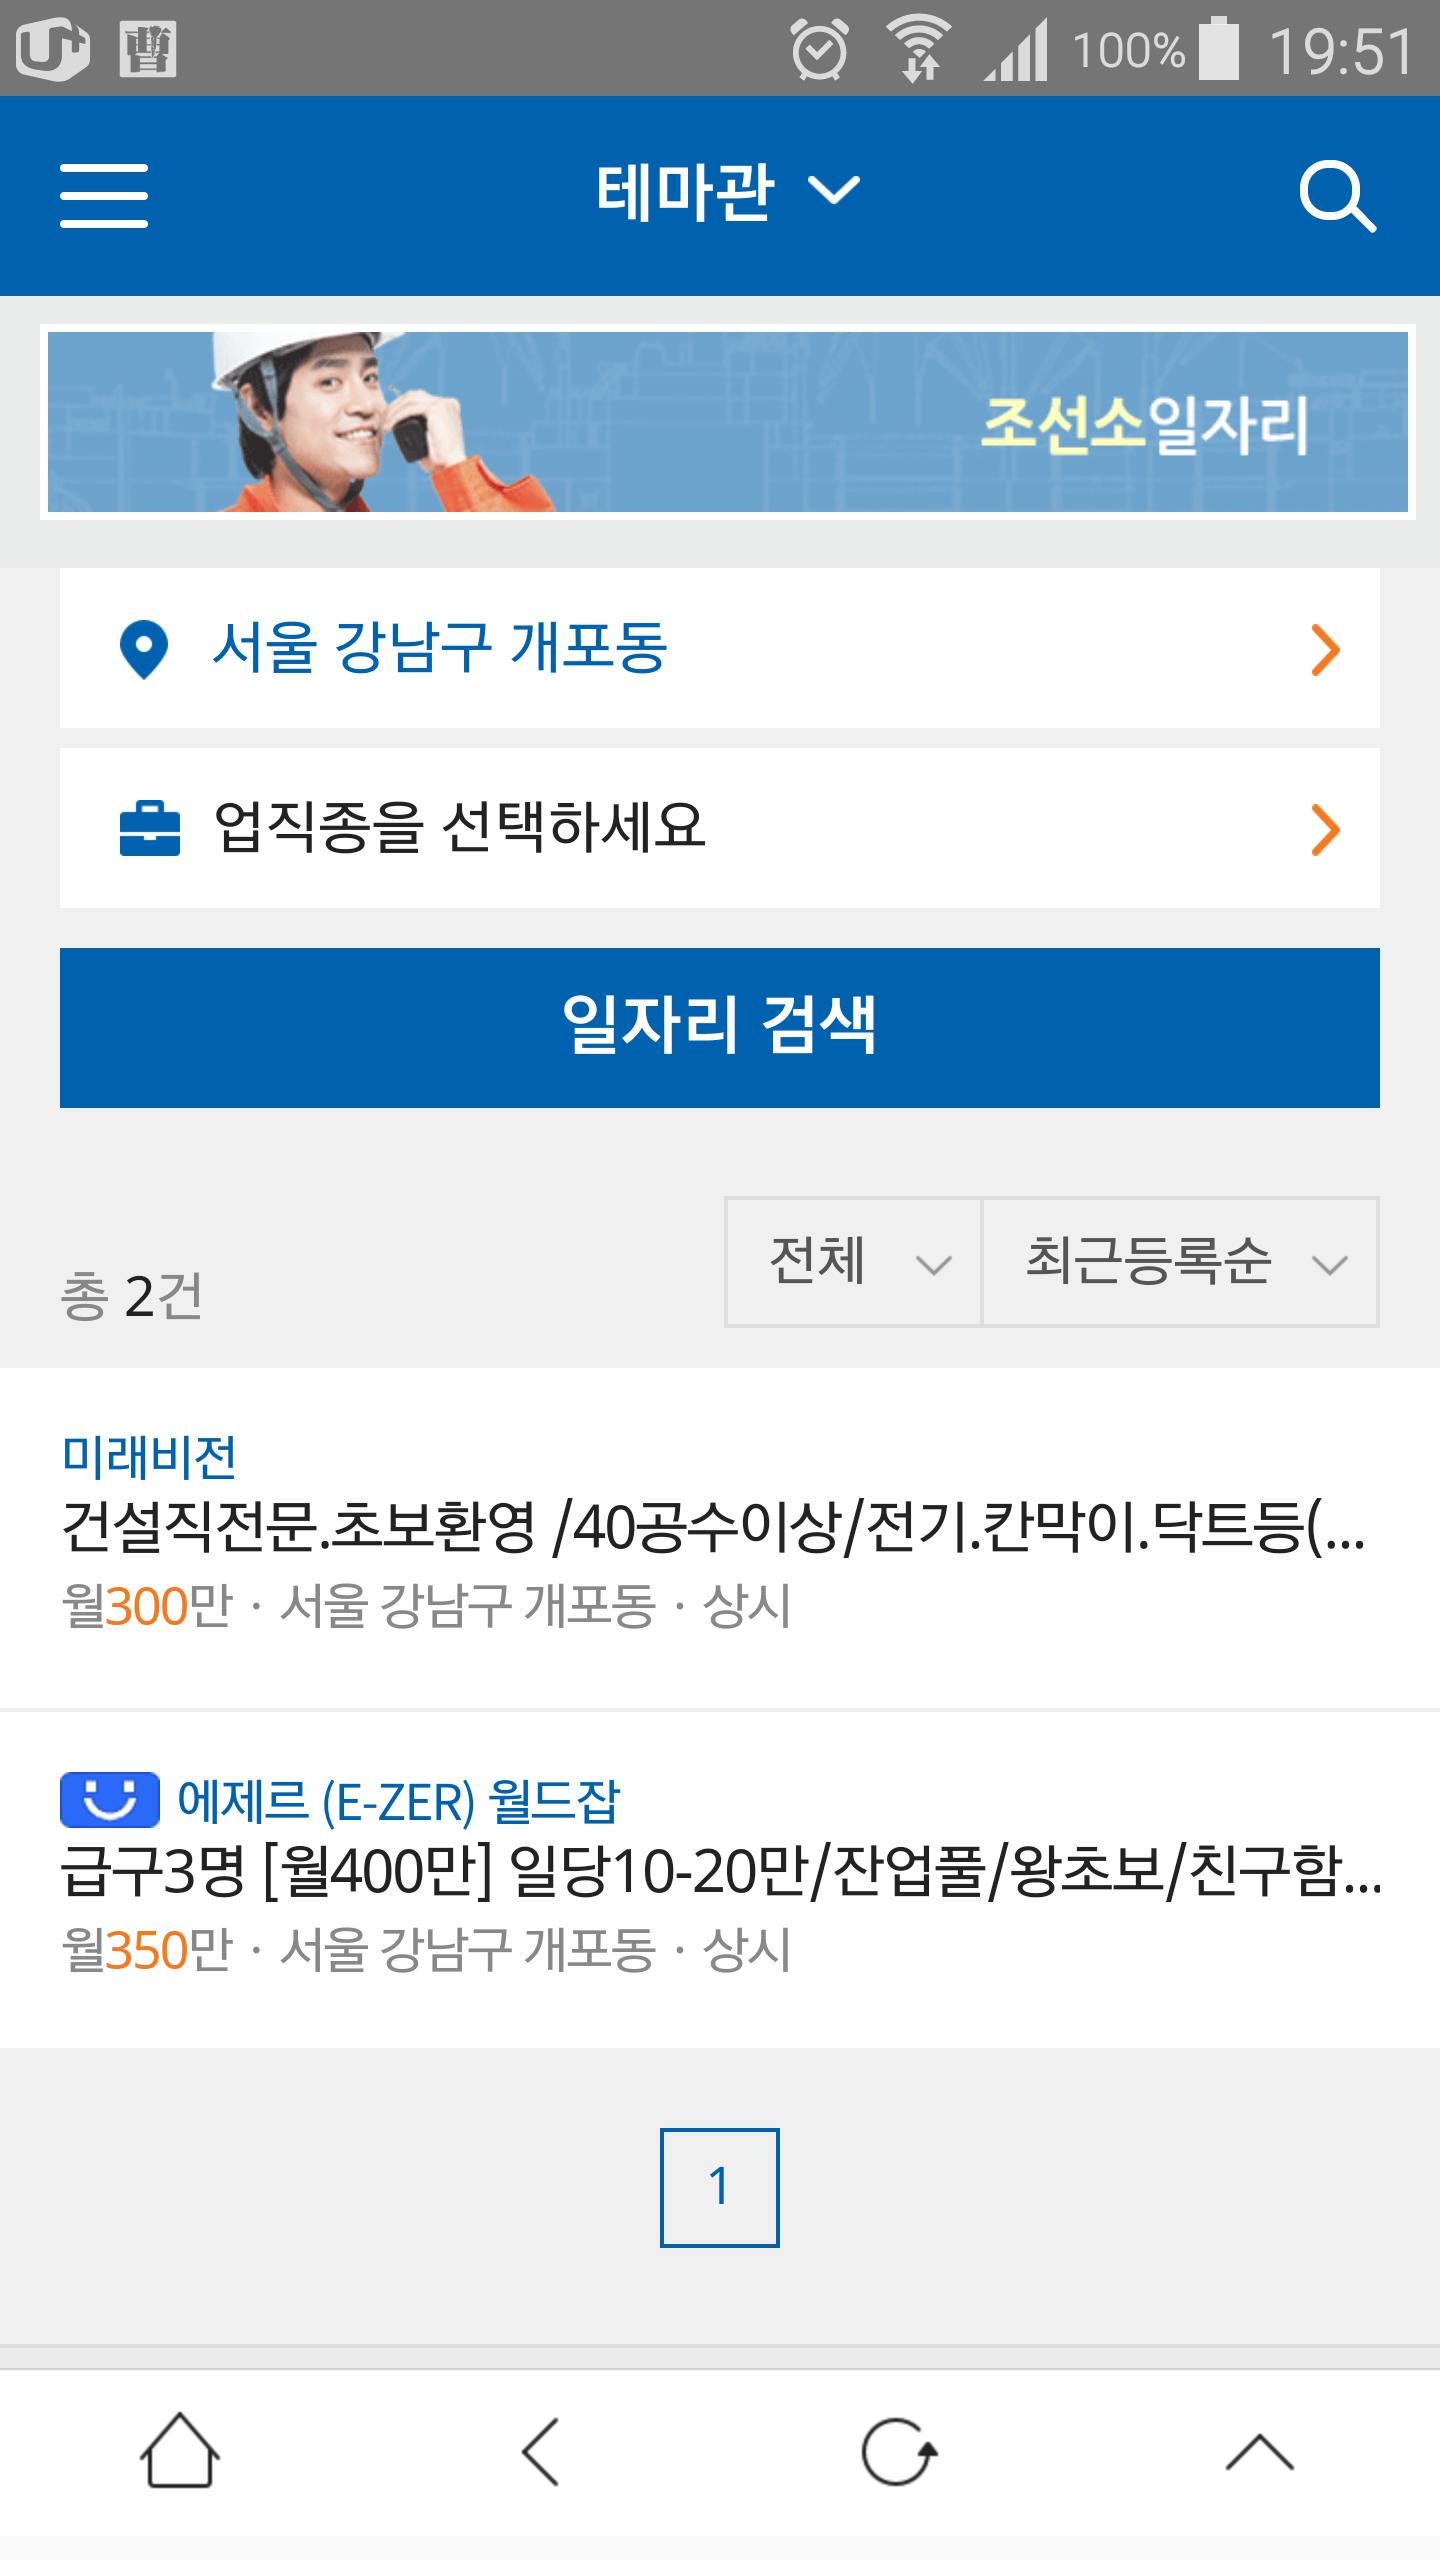 100% 19:51
테마관
조선소일자리
서울 강남구 개포동
업직종을 선택하세요
일자리 검색
총 2건
전체
최근등록순
미래비전
건설직전문.초보환영 /40공수이상/전기.칸막이.닥트등(...
월300만 · 서울 강남구 개포동 · 상시
에제르 (E-ZER) 월드잡
급구3명 [월400만] 일당10-20만/잔업풀/왕초보/친구함...
월350만 · 서울 강남구 개포동 · 상시
1